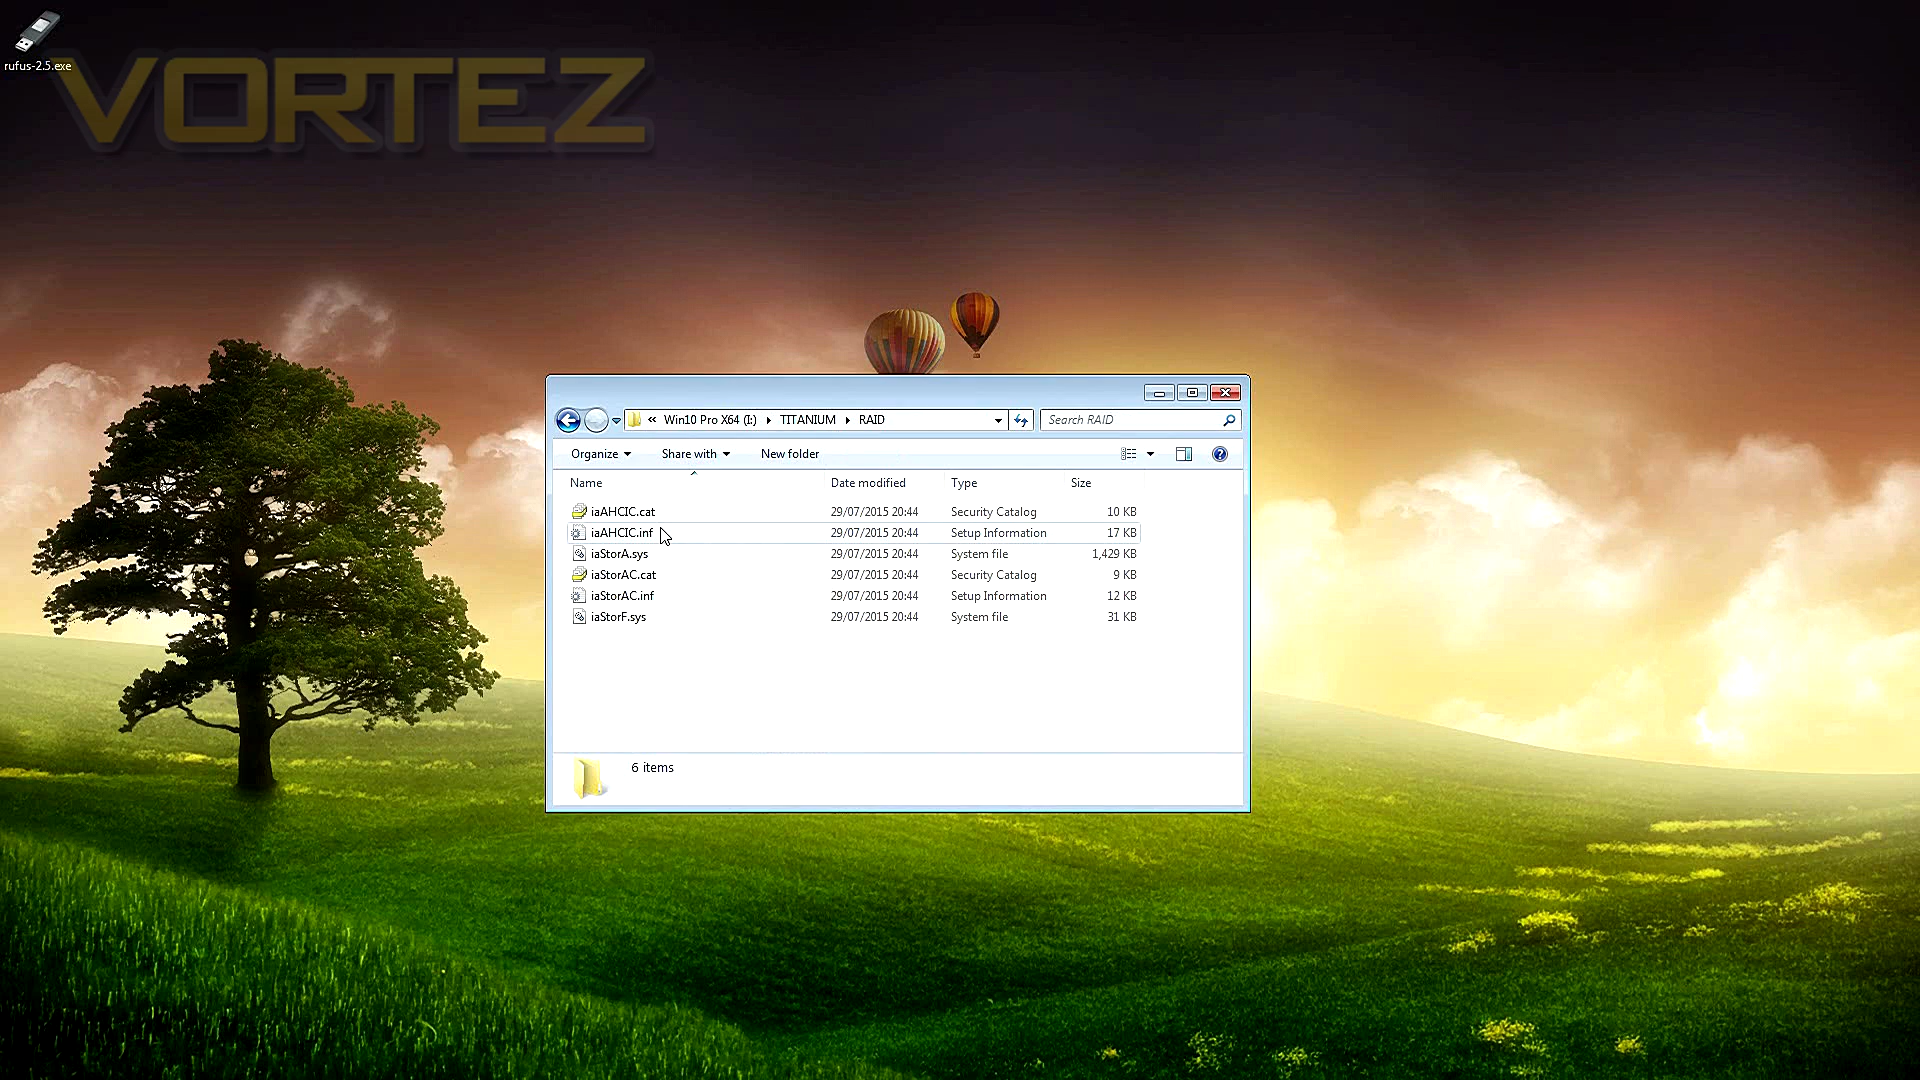 rufus-2.5.exe
VORTEZ
« Win10 Pro X64 (I:) TITANIUM RAID
Search RAID
Organize Share with New folder
Name Date modified Type Size
iaAHCIC.cat 29/07/2015 20:44 Security Catalog 10 KB
iaAHCIC.inf 29/07/2015 20:44 Setup Information 17 KB
iaStorA.sys 29/07/2015 20:44 System file 1,429 KB
iaStorAC.cat 29/07/2015 20:44 Security Catalog 9 KB
iaStorAC.inf 29/07/2015 20:44 Setup Information 12 KB
iaStorF.sys 29/07/2015 20:44 System file 31 KB
6 items